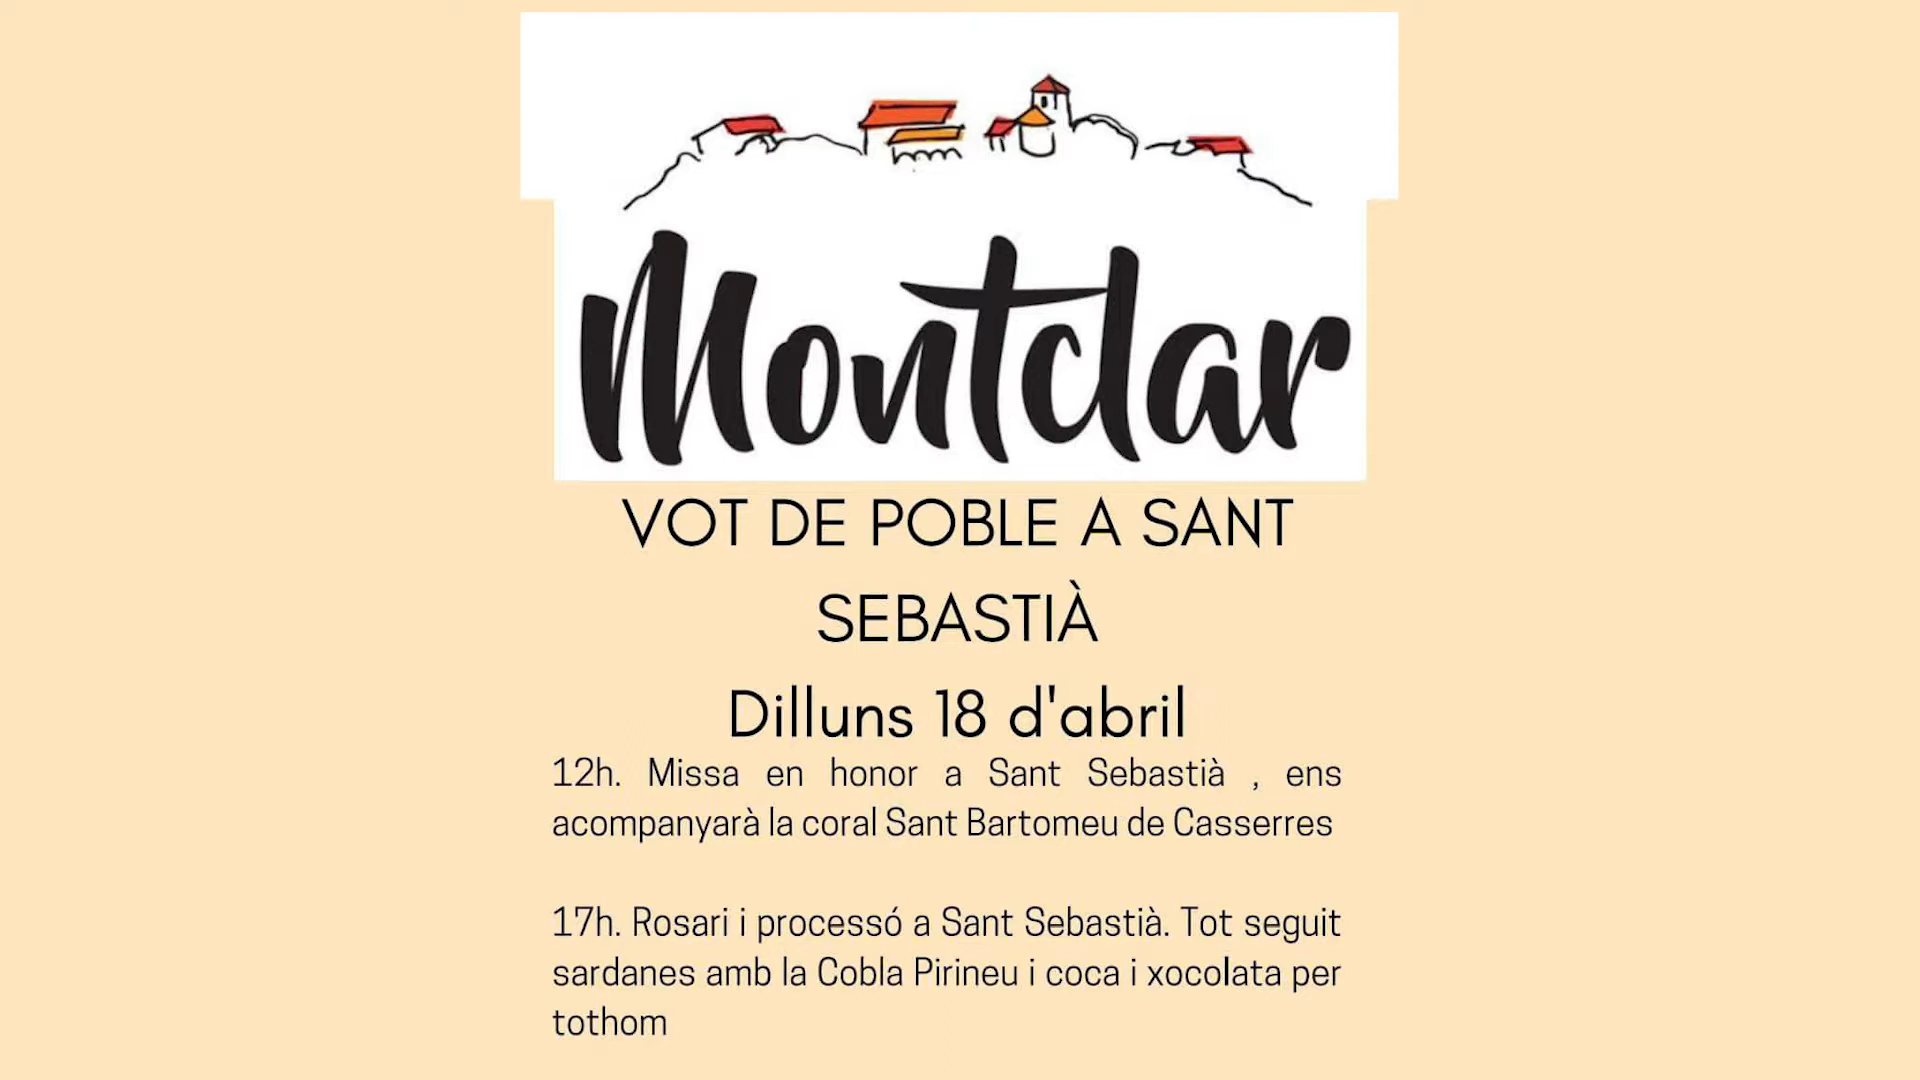 Montclar
VOT DE POBLE A SANT
SEBASTIÀ
Dilluns 18 d'abril
12h. Missa en honor a Sant Sebastià , ens
acompanyarà la coral Sant Bartomeu de Casserres
17h. Rosari i processó a Sant Sebastià. Tot seguit
sardanes amb la Cobla Pirineu i coca i xocolata per
tothom